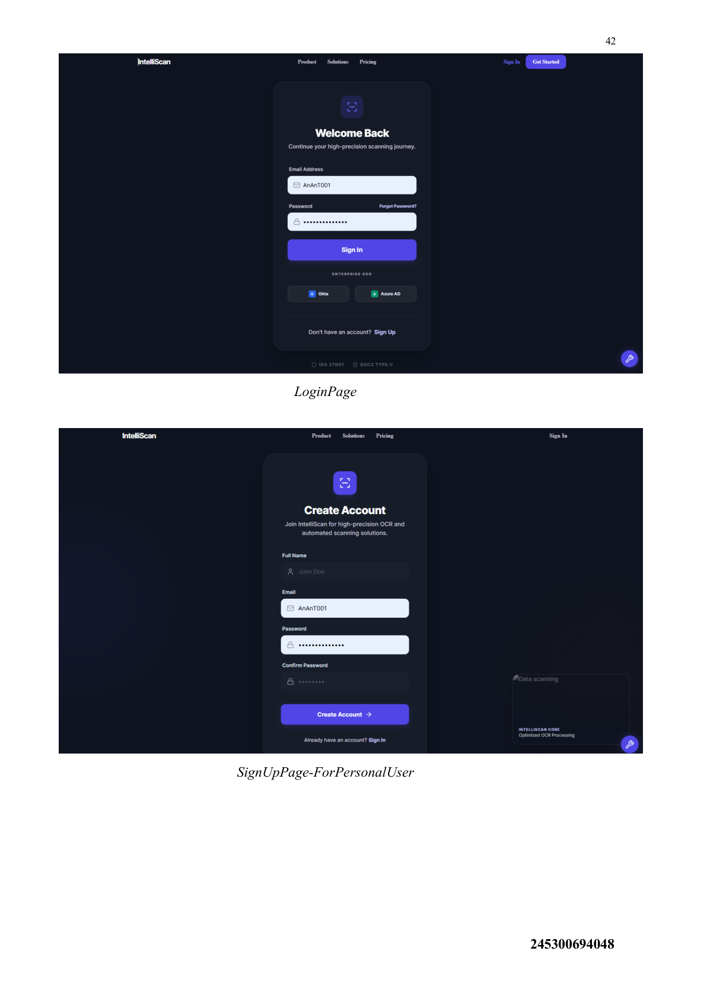 42
IntelliScan Product Solutions Pricing Sign In Get Started
Welcome Back
Continue your high-precision scanning journey.
Email Address
AnAnT001
Password Forgot Password?
••••••••••••••
Sign In
ENTERPRISE SSO
O Okta A Azure AD
Don't have an account? Sign Up
ISO 27001 SOC2 TYPE II
LoginPage
IntelliScan Product Solutions Pricing Sign In
Create Account
Join IntelliScan for high-precision OCR and
automated scanning solutions.
Full Name
John Doe
Email
AnAnT001
Password
••••••••••••••
Confirm Password
••••••••
Data scanning
Create Account →
INTELLISCAN CORE
Optimized OCR Processing
Already have an account? Sign In
SignUpPage-ForPersonalUser
245300694048